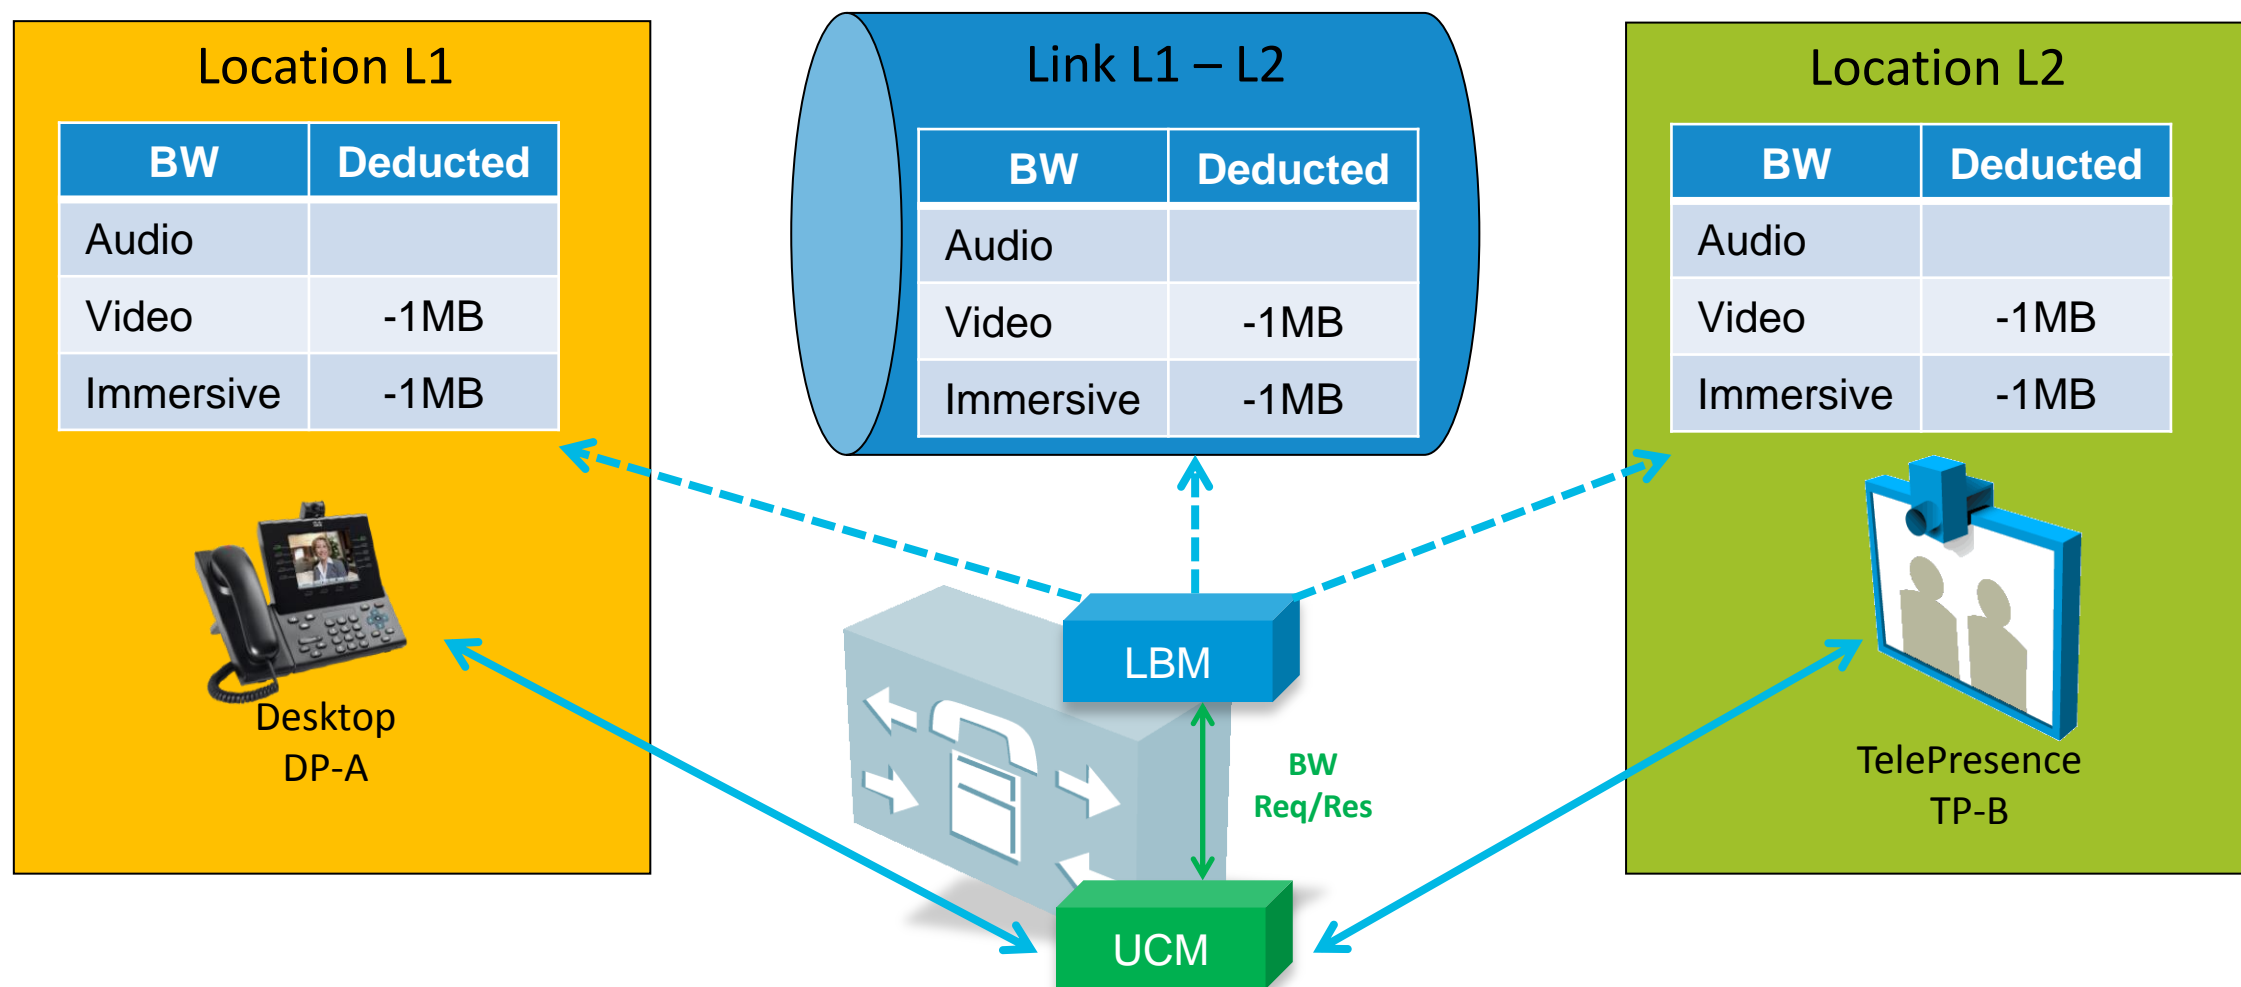 Location L1
BW Deducted
Audio
Video -1MB
Immersive -1MB
Desktop
DP-A
Link L1 – L2
BW Deducted
Audio
Video -1MB
Immersive -1MB
LBM
BW
Req/Res
UCM
Location L2
BW Deducted
Audio
Video -1MB
Immersive -1MB
TelePresence
TP-B